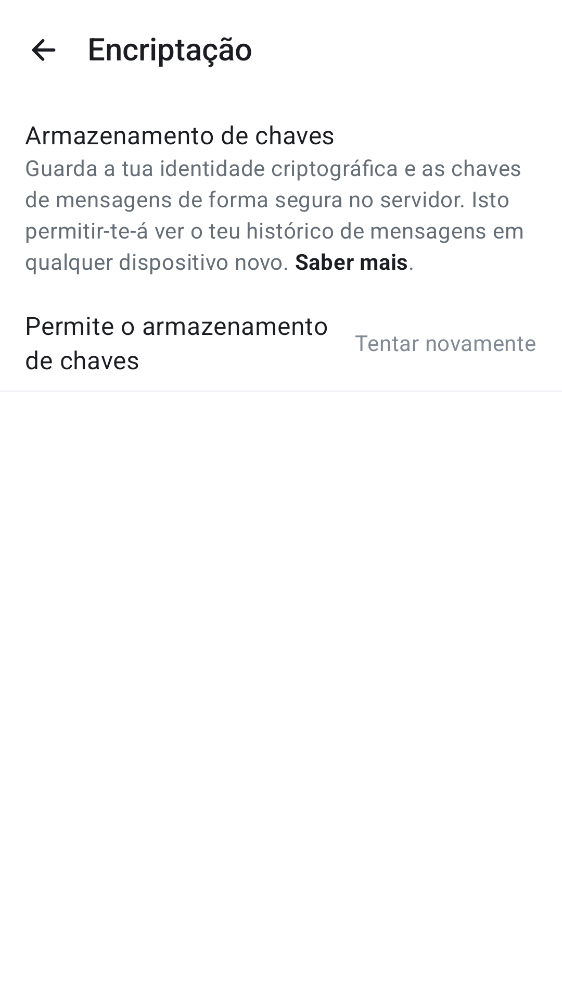 Encriptação
Armazenamento de chaves
Guarda a tua identidade criptográfica e as chaves
de mensagens de forma segura no servidor. Isto
permitir-te-á ver o teu histórico de mensagens em
qualquer dispositivo novo. Saber mais.
Permite o armazenamento
de chaves
Tentar novamente